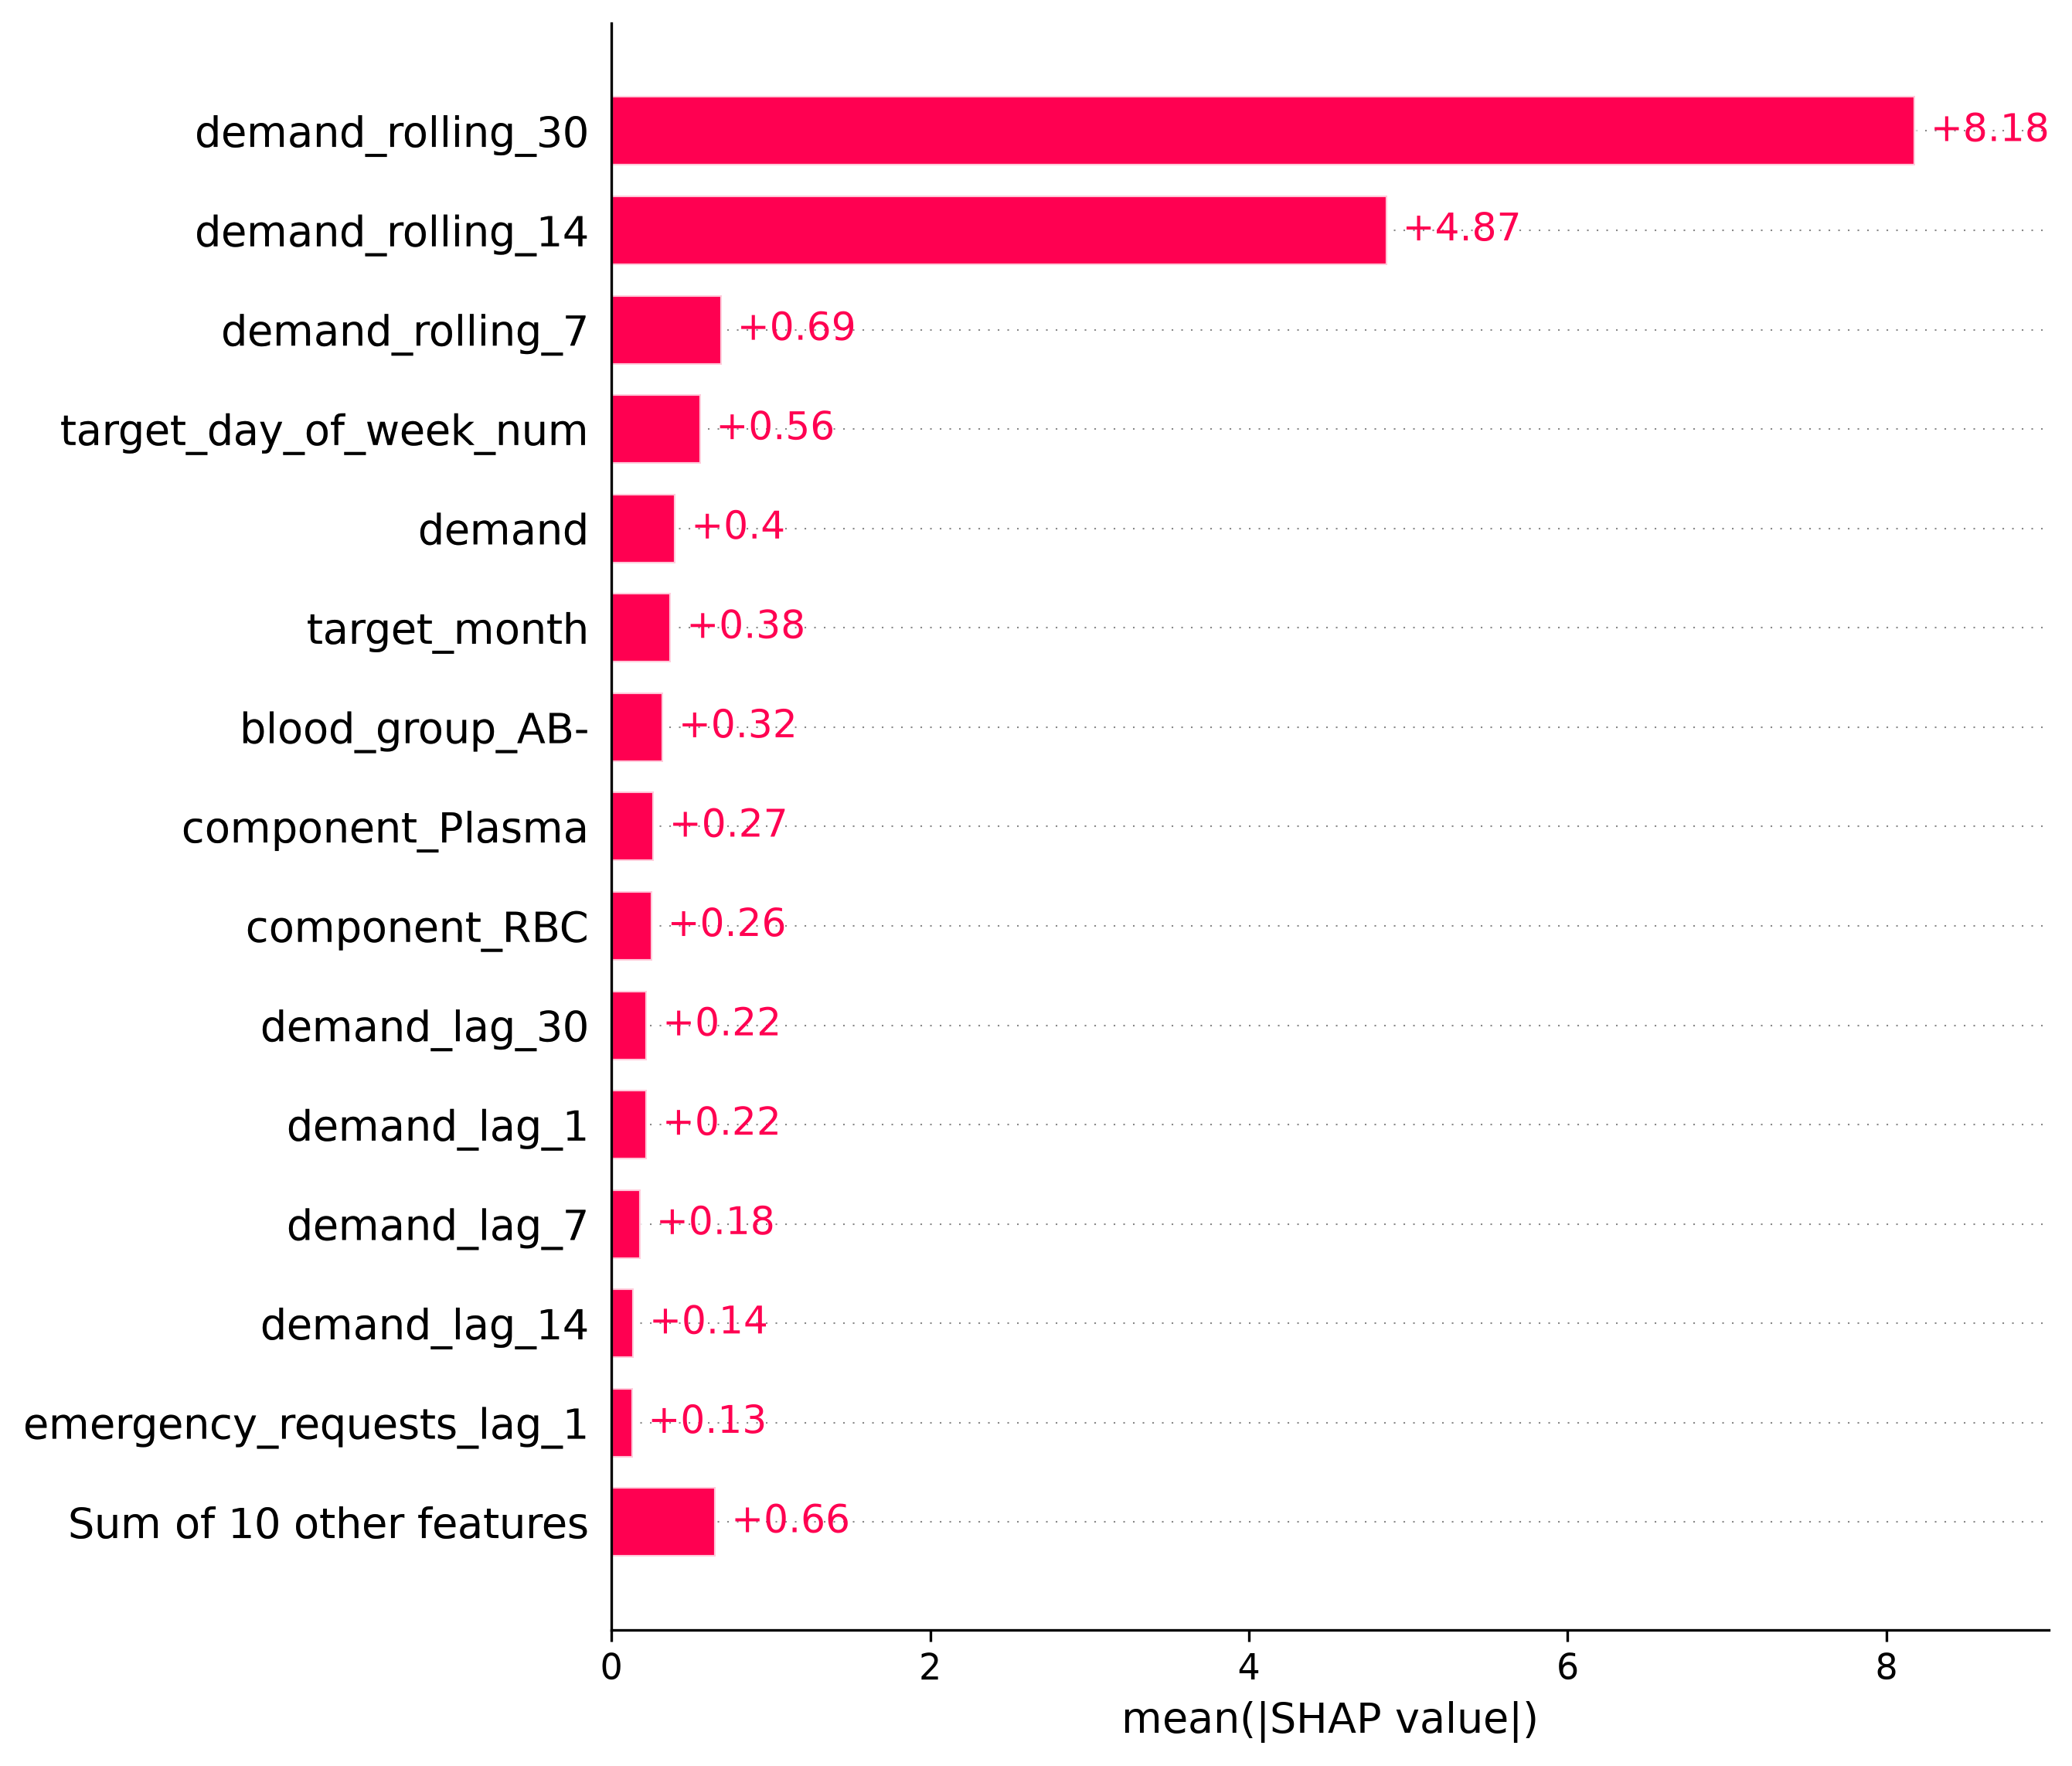 demand_rolling_30 +8.18
demand_rolling_14 +4.87
demand_rolling_7 +0.69
target_day_of_week_num +0.56
demand +0.4
target_month +0.38
blood_group_AB- +0.32
component_Plasma +0.27
component_RBC +0.26
demand_lag_30 +0.22
demand_lag_1 +0.22
demand_lag_7 +0.18
demand_lag_14 +0.14
emergency_requests_lag_1 +0.13
Sum of 10 other features +0.66
0 2 4 6 8
mean(|SHAP value|)